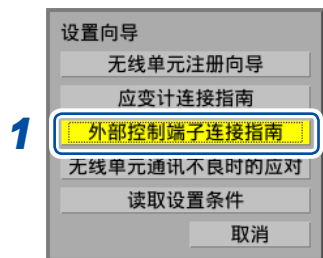 设置向导
无线单元注册向导
应变计连接指南
1
外部控制端子连接指南
无线单元通讯不良时的应对
读取设置条件
取消